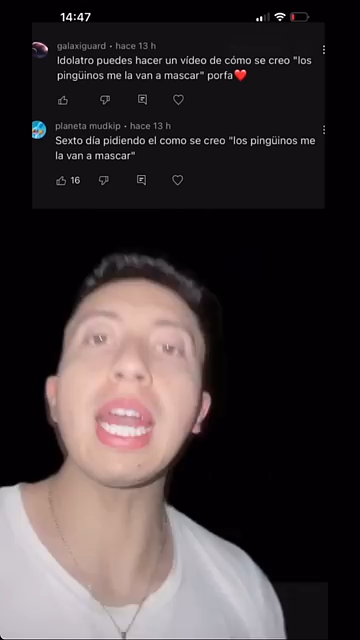 14:47
galaxiguard • hace 13 h
Idolatro puedes hacer un vídeo de cómo se creo "los
pingüinos me la van a mascar" porfa❤️
planeta mudkip • hace 13 h
Sexto día pidiendo el como se creo "los pingüinos me
la van a mascar"
16